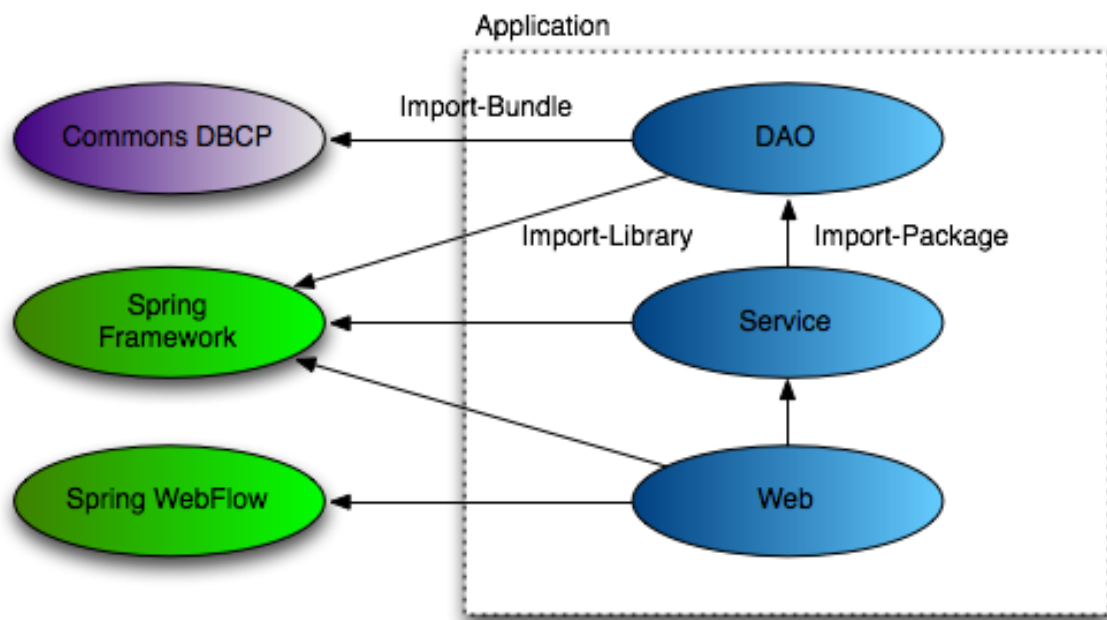 Application
Import-Bundle
Commons DBCP
DAO
Import-Library
Import-Package
Spring
Framework
Service
Spring WebFlow
Web